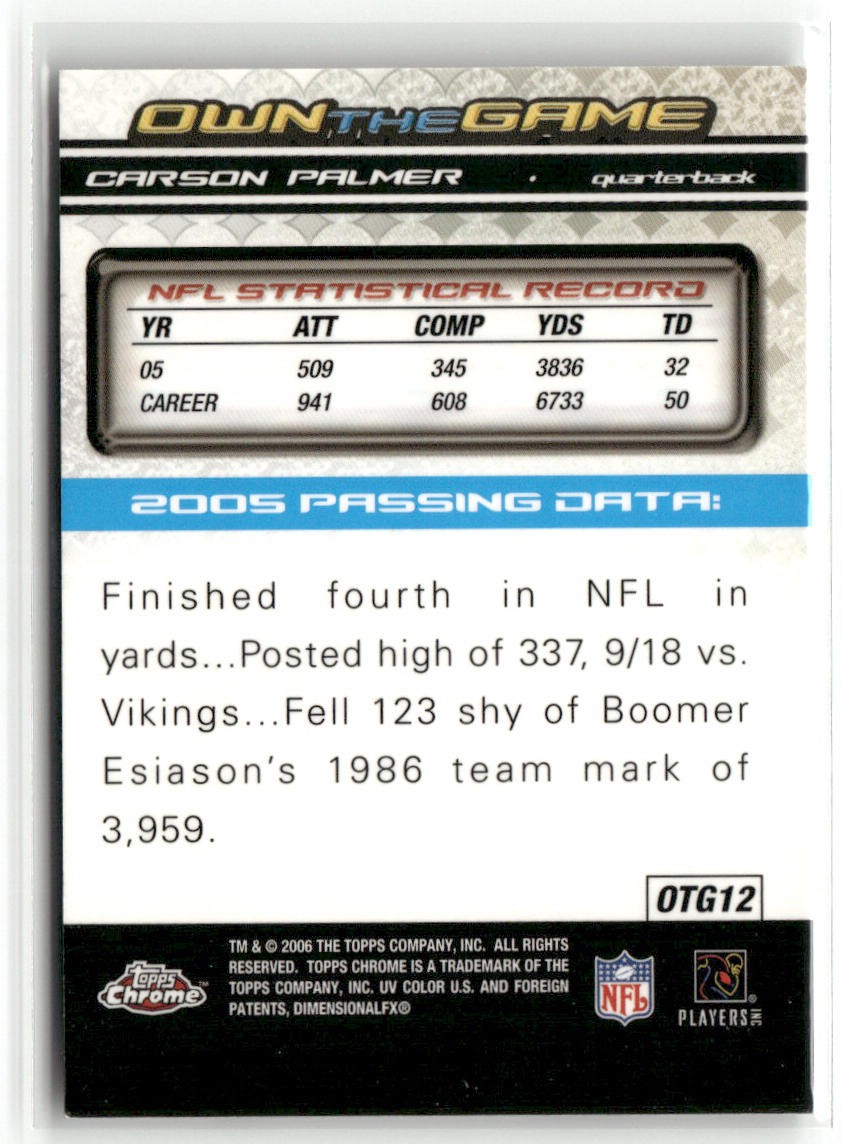 OWN THE GAME
CARSON PALMER • quarterback
NFL STATISTICAL RECORD
YR ATT COMP YDS TD
05 509 345 3836 32
CAREER 941 608 6733 50
2005 PASSING DATA:
Finished fourth in NFL in
yards...Posted high of 337, 9/18 vs.
Vikings...Fell 123 shy of Boomer
Esiason's 1986 team mark of
3,959.
OTG12
TM & © 2006 THE TOPPS COMPANY, INC. ALL RIGHTS
RESERVED. TOPPS CHROME IS A TRADEMARK OF THE
TOPPS COMPANY, INC. UV COLOR U.S. AND FOREIGN
PATENTS, DIMENSIONALFX®
Topps
Chrome™
NFL
PLAYERS INC ®